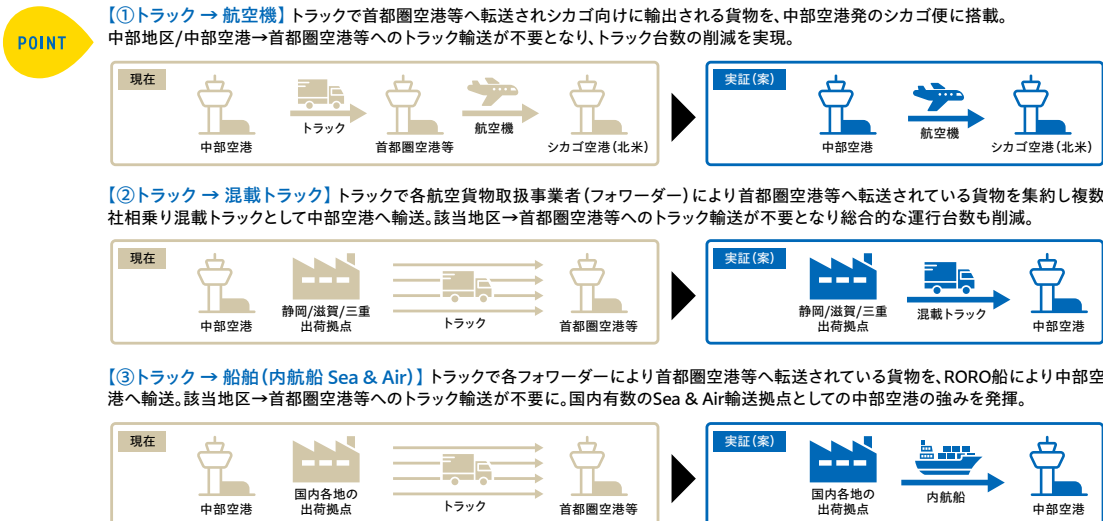 POINT
【①トラック → 航空機】トラックで首都圏空港等へ転送されシカゴ向けに輸出される貨物を、中部空港発のシカゴ便に搭載。
中部地区/中部空港→首都圏空港等へのトラック輸送が不要となり、トラック台数の削減を実現。
現在
中部空港
トラック
首都圏空港等
航空機
シカゴ空港(北米)
実証(案)
中部空港
航空機
シカゴ空港(北米)
【②トラック → 混載トラック】トラックで各航空貨物取扱事業者(フォワーダー)により首都圏空港等へ転送されている貨物を集約し複数
社相乗り混載トラックとして中部空港へ輸送。該当地区→首都圏空港等へのトラック輸送が不要となり総合的な運行台数も削減。
現在
中部空港
静岡/滋賀/三重
出荷拠点
トラック
首都圏空港等
実証(案)
静岡/滋賀/三重
出荷拠点
混載トラック
中部空港
【③トラック → 船舶(内航船 Sea & Air)】トラックで各フォワーダーにより首都圏空港等へ転送されている貨物を、RORO船により中部空
港へ輸送。該当地区→首都圏空港等へのトラック輸送が不要に。国内有数のSea & Air輸送拠点としての中部空港の強みを発揮。
現在
中部空港
国内各地の
出荷拠点
トラック
首都圏空港等
実証(案)
国内各地の
出荷拠点
内航船
中部空港